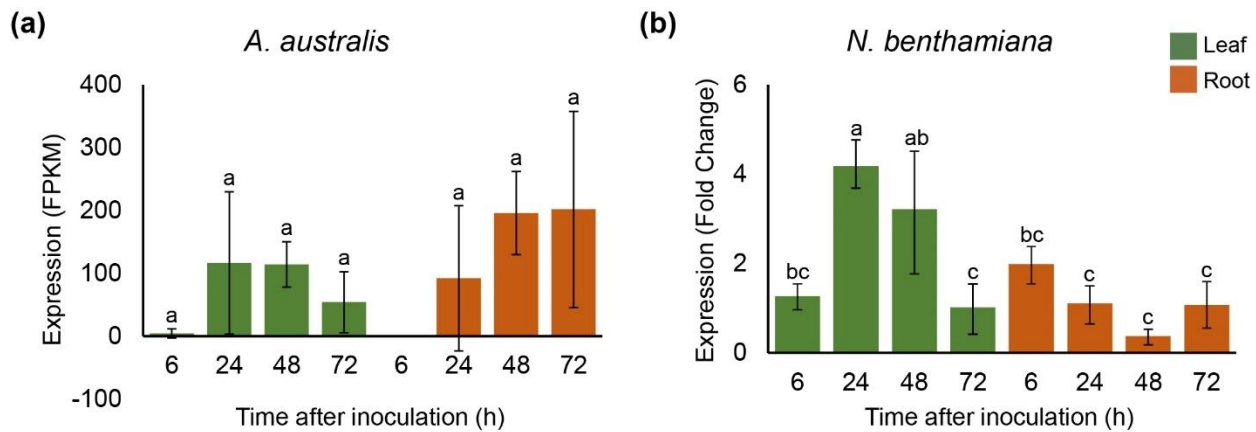 (a)
A. australis
Expression (FPKM)
400
300
200
100
0
-100
a
a
a
a
a
a
a
6 24 48 72 6 24 48 72
Time after inoculation (h)
(b)
N. benthamiana
Leaf
Root
Expression (Fold Change)
6
4
2
0
bc
a
ab
c
bc
c
c
c
6 24 48 72 6 24 48 72
Time after inoculation (h)